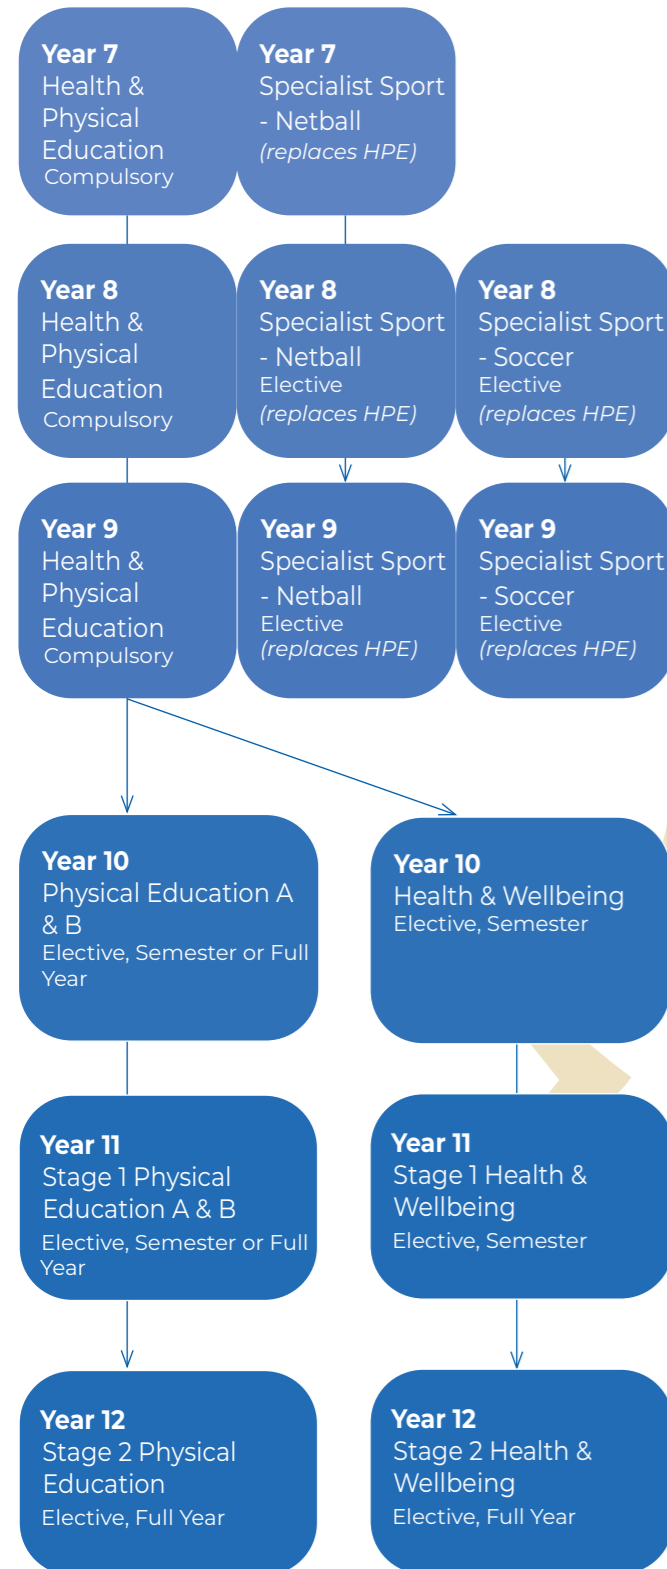 Year 7
Health &
Physical
Education
Compulsory
Year 7
Specialist Sport
- Netball
(replaces HPE)
Year 8
Health &
Physical
Education
Compulsory
Year 8
Specialist Sport
- Netball
Elective
(replaces HPE)
Year 8
Specialist Sport
- Soccer
Elective
(replaces HPE)
Year 9
Health &
Physical
Education
Compulsory
Year 9
Specialist Sport
- Netball
Elective
(replaces HPE)
Year 9
Specialist Sport
- Soccer
Elective
(replaces HPE)
Year 10
Physical Education A
& B
Elective, Semester or Full
Year
Year 10
Health & Wellbeing
Elective, Semester
Year 11
Stage 1 Physical
Education A & B
Elective, Semester or Full
Year
Year 11
Stage 1 Health &
Wellbeing
Elective, Semester
Year 12
Stage 2 Physical
Education
Elective, Full Year
Year 12
Stage 2 Health &
Wellbeing
Elective, Full Year